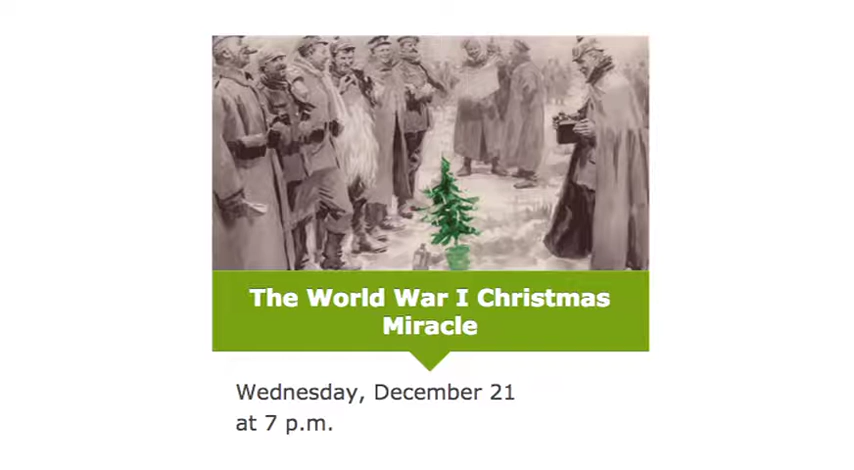 The World War I Christmas
Miracle
Wednesday, December 21
at 7 p.m.